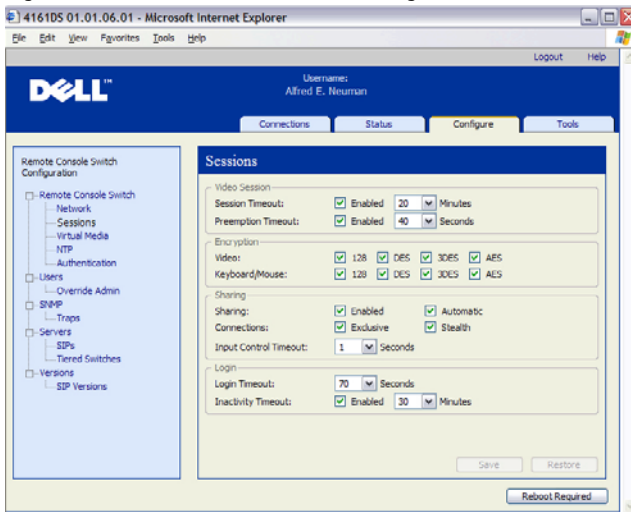 4161DS 01.01.06.01 - Microsoft Internet Explorer
File Edit View Favorites Tools Help
Logout Help
DELL™
Username:
Alfred E. Neuman
Connections Status Configure Tools
Remote Console Switch
Configuration
Remote Console Switch
Network
Sessions
Virtual Media
NTP
Authentication
Users
Override Admin
SNMP
Traps
Servers
SIPs
Tiered Switches
Versions
SIP Versions
Sessions
Video Session
Session Timeout: Enabled 20 Minutes
Preemption Timeout: Enabled 40 Seconds
Encryption
Video: 128 DES 3DES AES
Keyboard/Mouse: 128 DES 3DES AES
Sharing
Sharing: Enabled Automatic
Connections: Exclusive Stealth
Input Control Timeout: 1 Seconds
Login
Login Timeout: 70 Seconds
Inactivity Timeout: Enabled 30 Minutes
Save Restore
Reboot Required